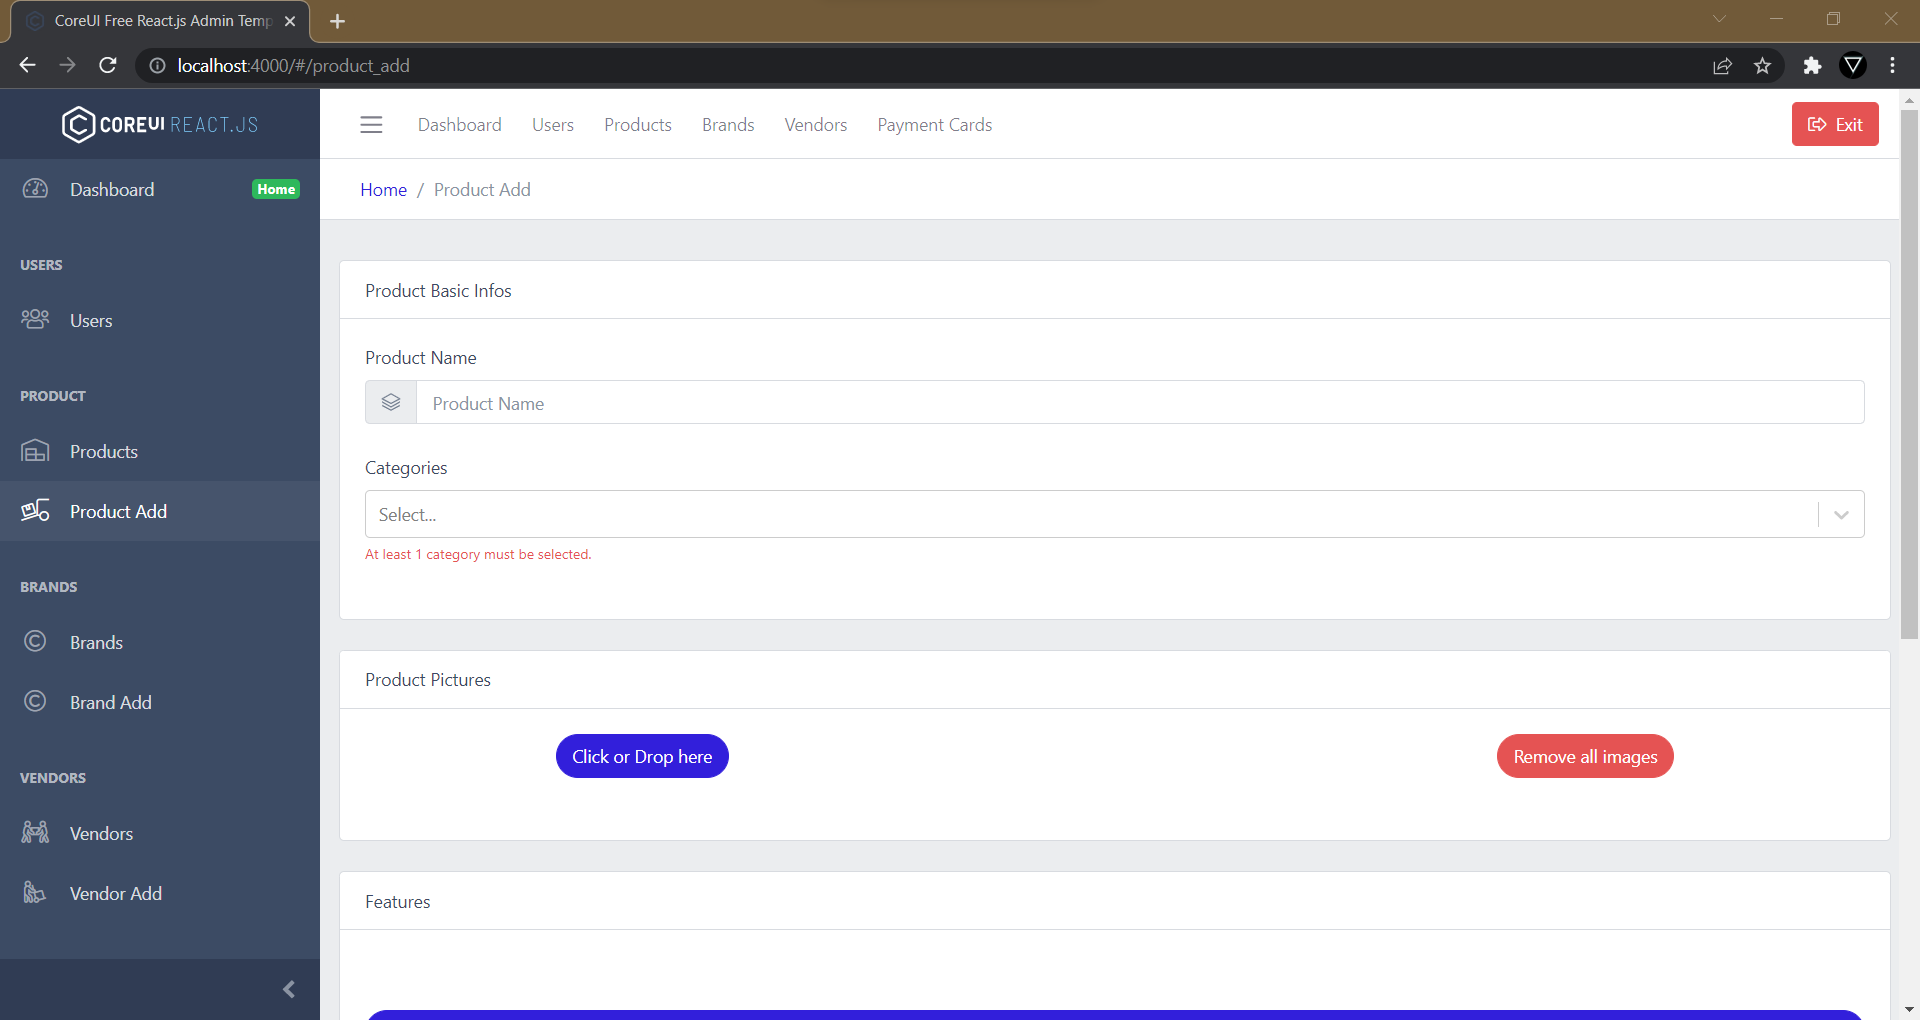 CoreUI Free React.js Admin Temp
localhost:4000/#/product_add
COREUI REACT.JS
Dashboard Users Products Brands Vendors Payment Cards
Exit
Dashboard Home
Home / Product Add
USERS
Users
PRODUCT
Products
Product Add
BRANDS
Brands
Brand Add
VENDORS
Vendors
Vendor Add
Product Basic Infos
Product Name
Product Name
Categories
Select...
At least 1 category must be selected.
Product Pictures
Click or Drop here
Remove all images
Features